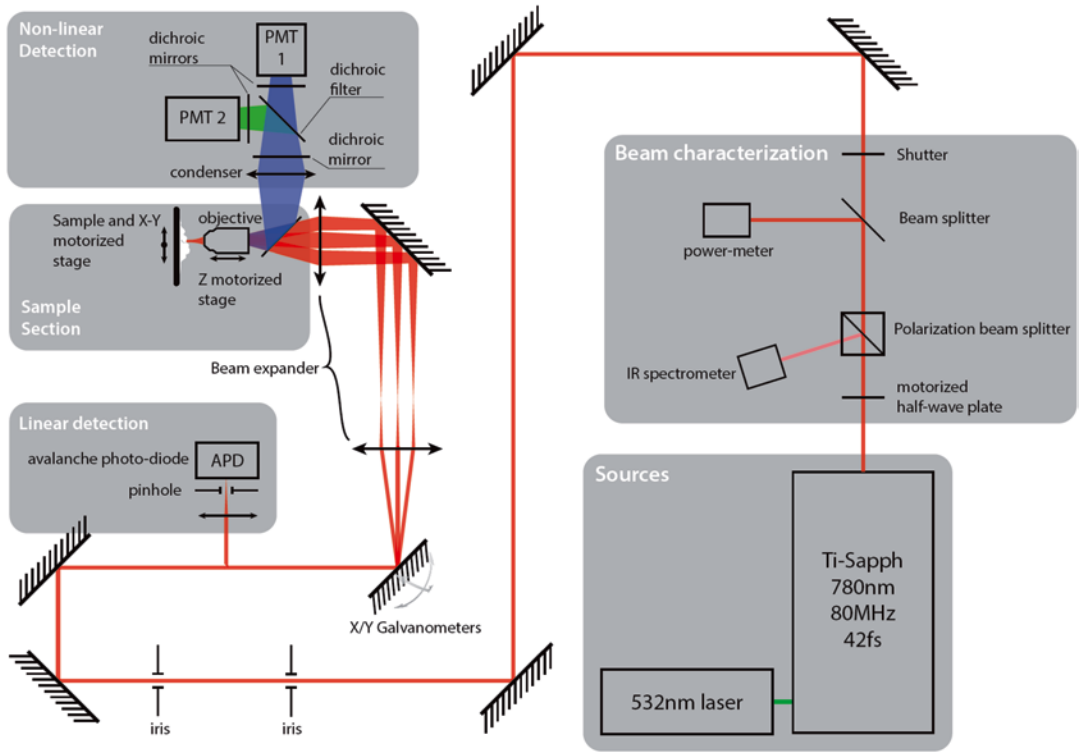 Non-linear
Detection
dichroic
mirrors
PMT
1
dichroic
filter
PMT 2
dichroic
mirror
condenser
Sample and X-Y
motorized
stage
objective
Z motorized
stage
Sample
Section
Beam expander
Linear detection
avalanche photo-diode
APD
pinhole
X/Y Galvanometers
iris
iris
Beam characterization
Shutter
Beam splitter
power-meter
Polarization beam splitter
IR spectrometer
motorized
half-wave plate
Sources
Ti-Sapph
780nm
80MHz
42fs
532nm laser